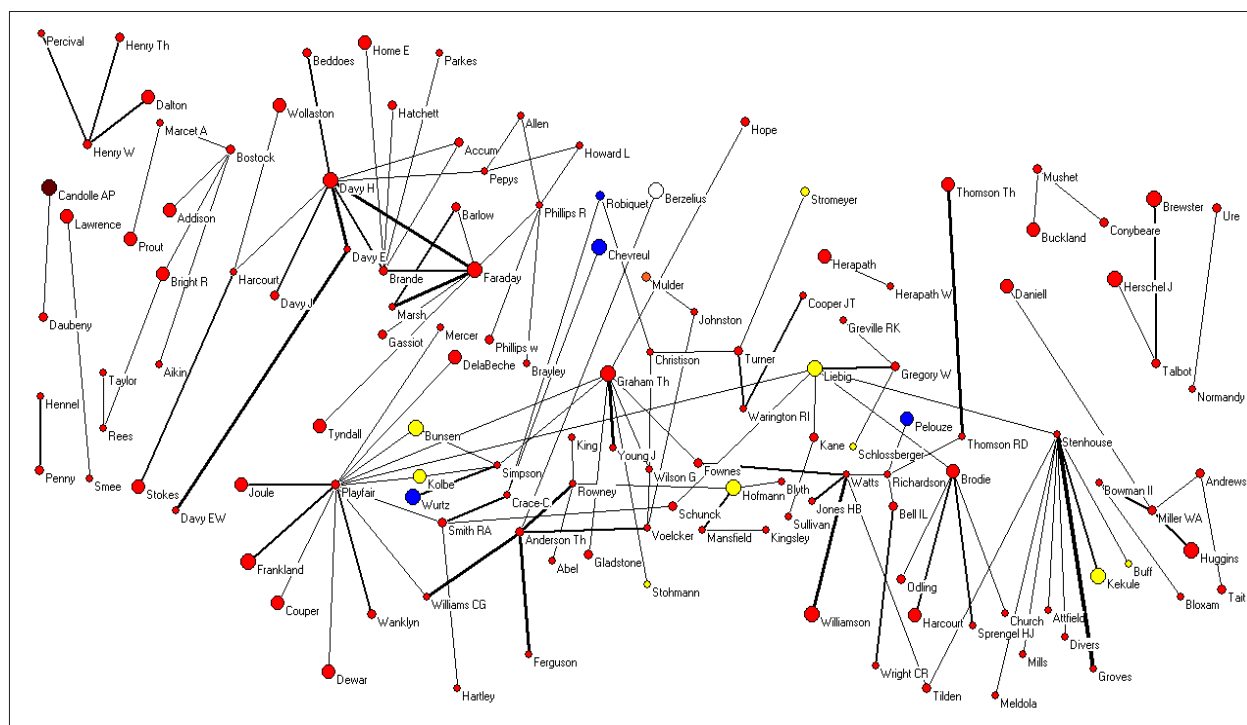 Percival
Henry Th
Home E
Beddoes
Parkes
Dalton
Wollaston
Hatchett
Allen
Hope
Marcet A
Henry W
Bostock
Accum
Howard L
Pepys
Mushet
Candolle AP
Davy H
Berzelius
Robiquet
Stromeyer
Thomson Th
Brewster
Lawrence
Addison
Barlow
Phillips R
Ure
Buckland
Conybeare
Prout
Davy E
Chevreul
Herapath
Bright R
Harcourt
Brande
Faraday
Mulder
Herapath W
Daniell
Herschel J
Davy J
Marsh
Cooper JT
Daubeny
Gassiot
Mercer
Johnston
Greville RK
Phillips w
DelaBeche
Christison
Turner
Aikin
Brayley
Talbot
Taylor
Graham Th
Liebig
Gregory W
Hennel
Normandy
Warington RI
Rees
Tyndall
Bunsen
Pelouze
King
Young J
Kane
Thomson RD
Stenhouse
Schlossberger
Penny
Smee
Stokes
Joule
Playfair
Kolbe
Simpson
Wilson G
Fownes
Watts
Richardson
Brodie
Andrews
Wurtz
Crace-C.
Rowney
Hofmann
Blyth
Bowman II
Davy EW
Smith RA
Schunck
Jones HB
Bell IL
Miller WA
Anderson Th
Voelcker
Mansfield
Kingsley
Sullivan
Frankland
Abel
Gladstone
Huggins
Buff
Kekule
Odling
Stohmann
Tait
Couper
Williams CG
Bloxam
Wanklyn
Williamson
Harcourt
Church
Attfield
Sprengel HJ
Divers
Ferguson
Mills
Dewar
Wright CR
Groves
Hartley
Tilden
Meldola